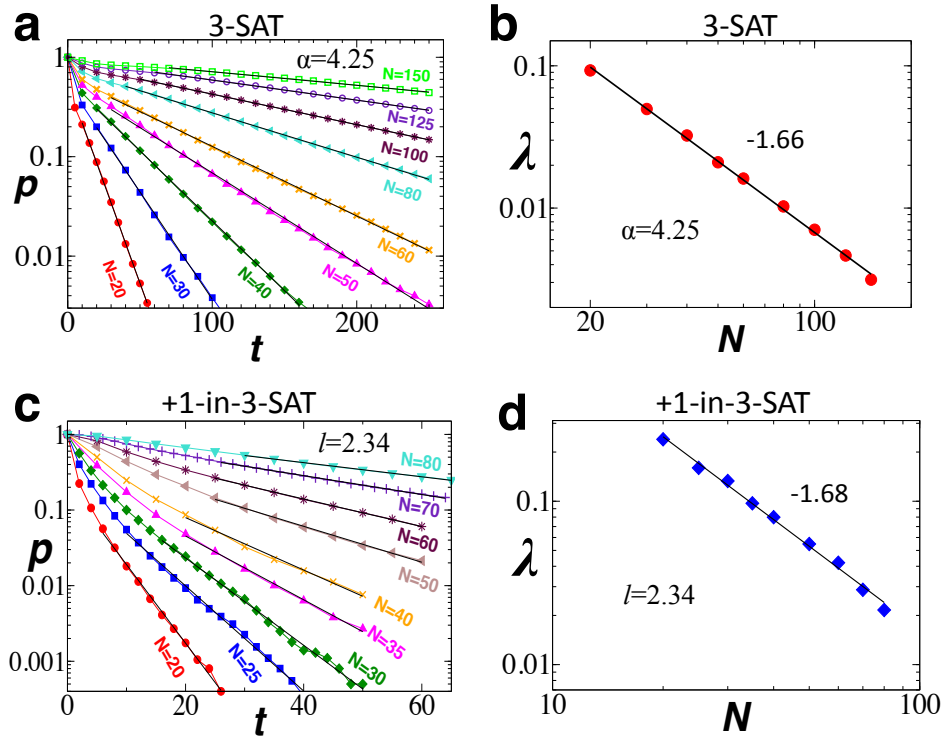 a
3-SAT
α=4.25
1
0.1
0.01
p
0
100
200
t
N=150
N=125
N=100
N=80
N=60
N=50
N=40
N=30
N=20
b
3-SAT
0.1
0.01
λ
-1.66
α=4.25
20
100
N
c
+1-in-3-SAT
l=2.34
1
0.1
0.01
0.001
p
0
20
40
60
t
N=80
N=70
N=60
N=50
N=40
N=35
N=30
N=25
N=20
d
+1-in-3-SAT
0.1
0.01
λ
-1.68
l=2.34
10
100
N